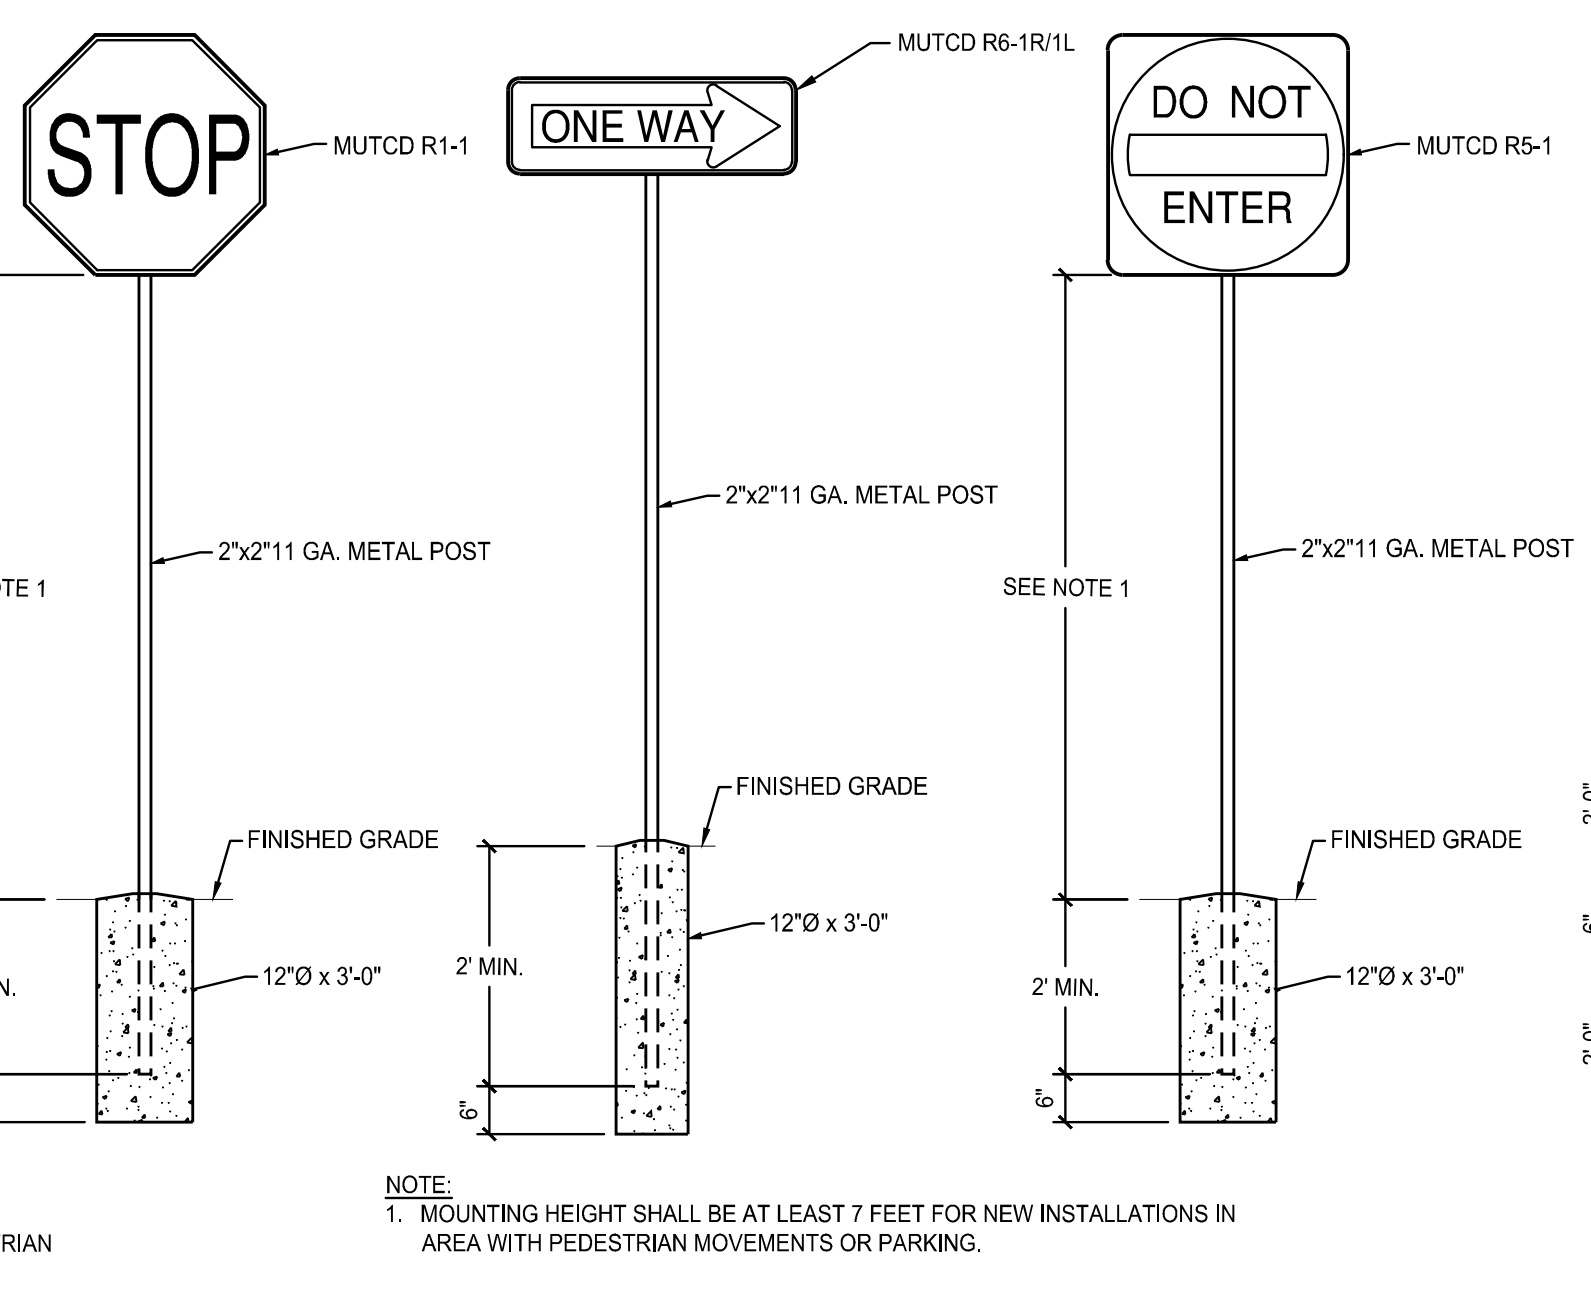 STOP
MUTCD R1-1
ONE WAY
MUTCD R6-1R/1L
DO NOT
ENTER
MUTCD R5-1
2"x2"11 GA. METAL POST
2"x2"11 GA. METAL POST
2"x2"11 GA. METAL POST
TE 1
SEE NOTE 1
FINISHED GRADE
FINISHED GRADE
FINISHED GRADE
12"Ø x 3'-0"
12"Ø x 3'-0"
12"Ø x 3'-0"
N.
2' MIN.
2' MIN.
6"
6"
6"
NOTE:
1. MOUNTING HEIGHT SHALL BE AT LEAST 7 FEET FOR NEW INSTALLATIONS IN
AREA WITH PEDESTRIAN MOVEMENTS OR PARKING.
TRIAN